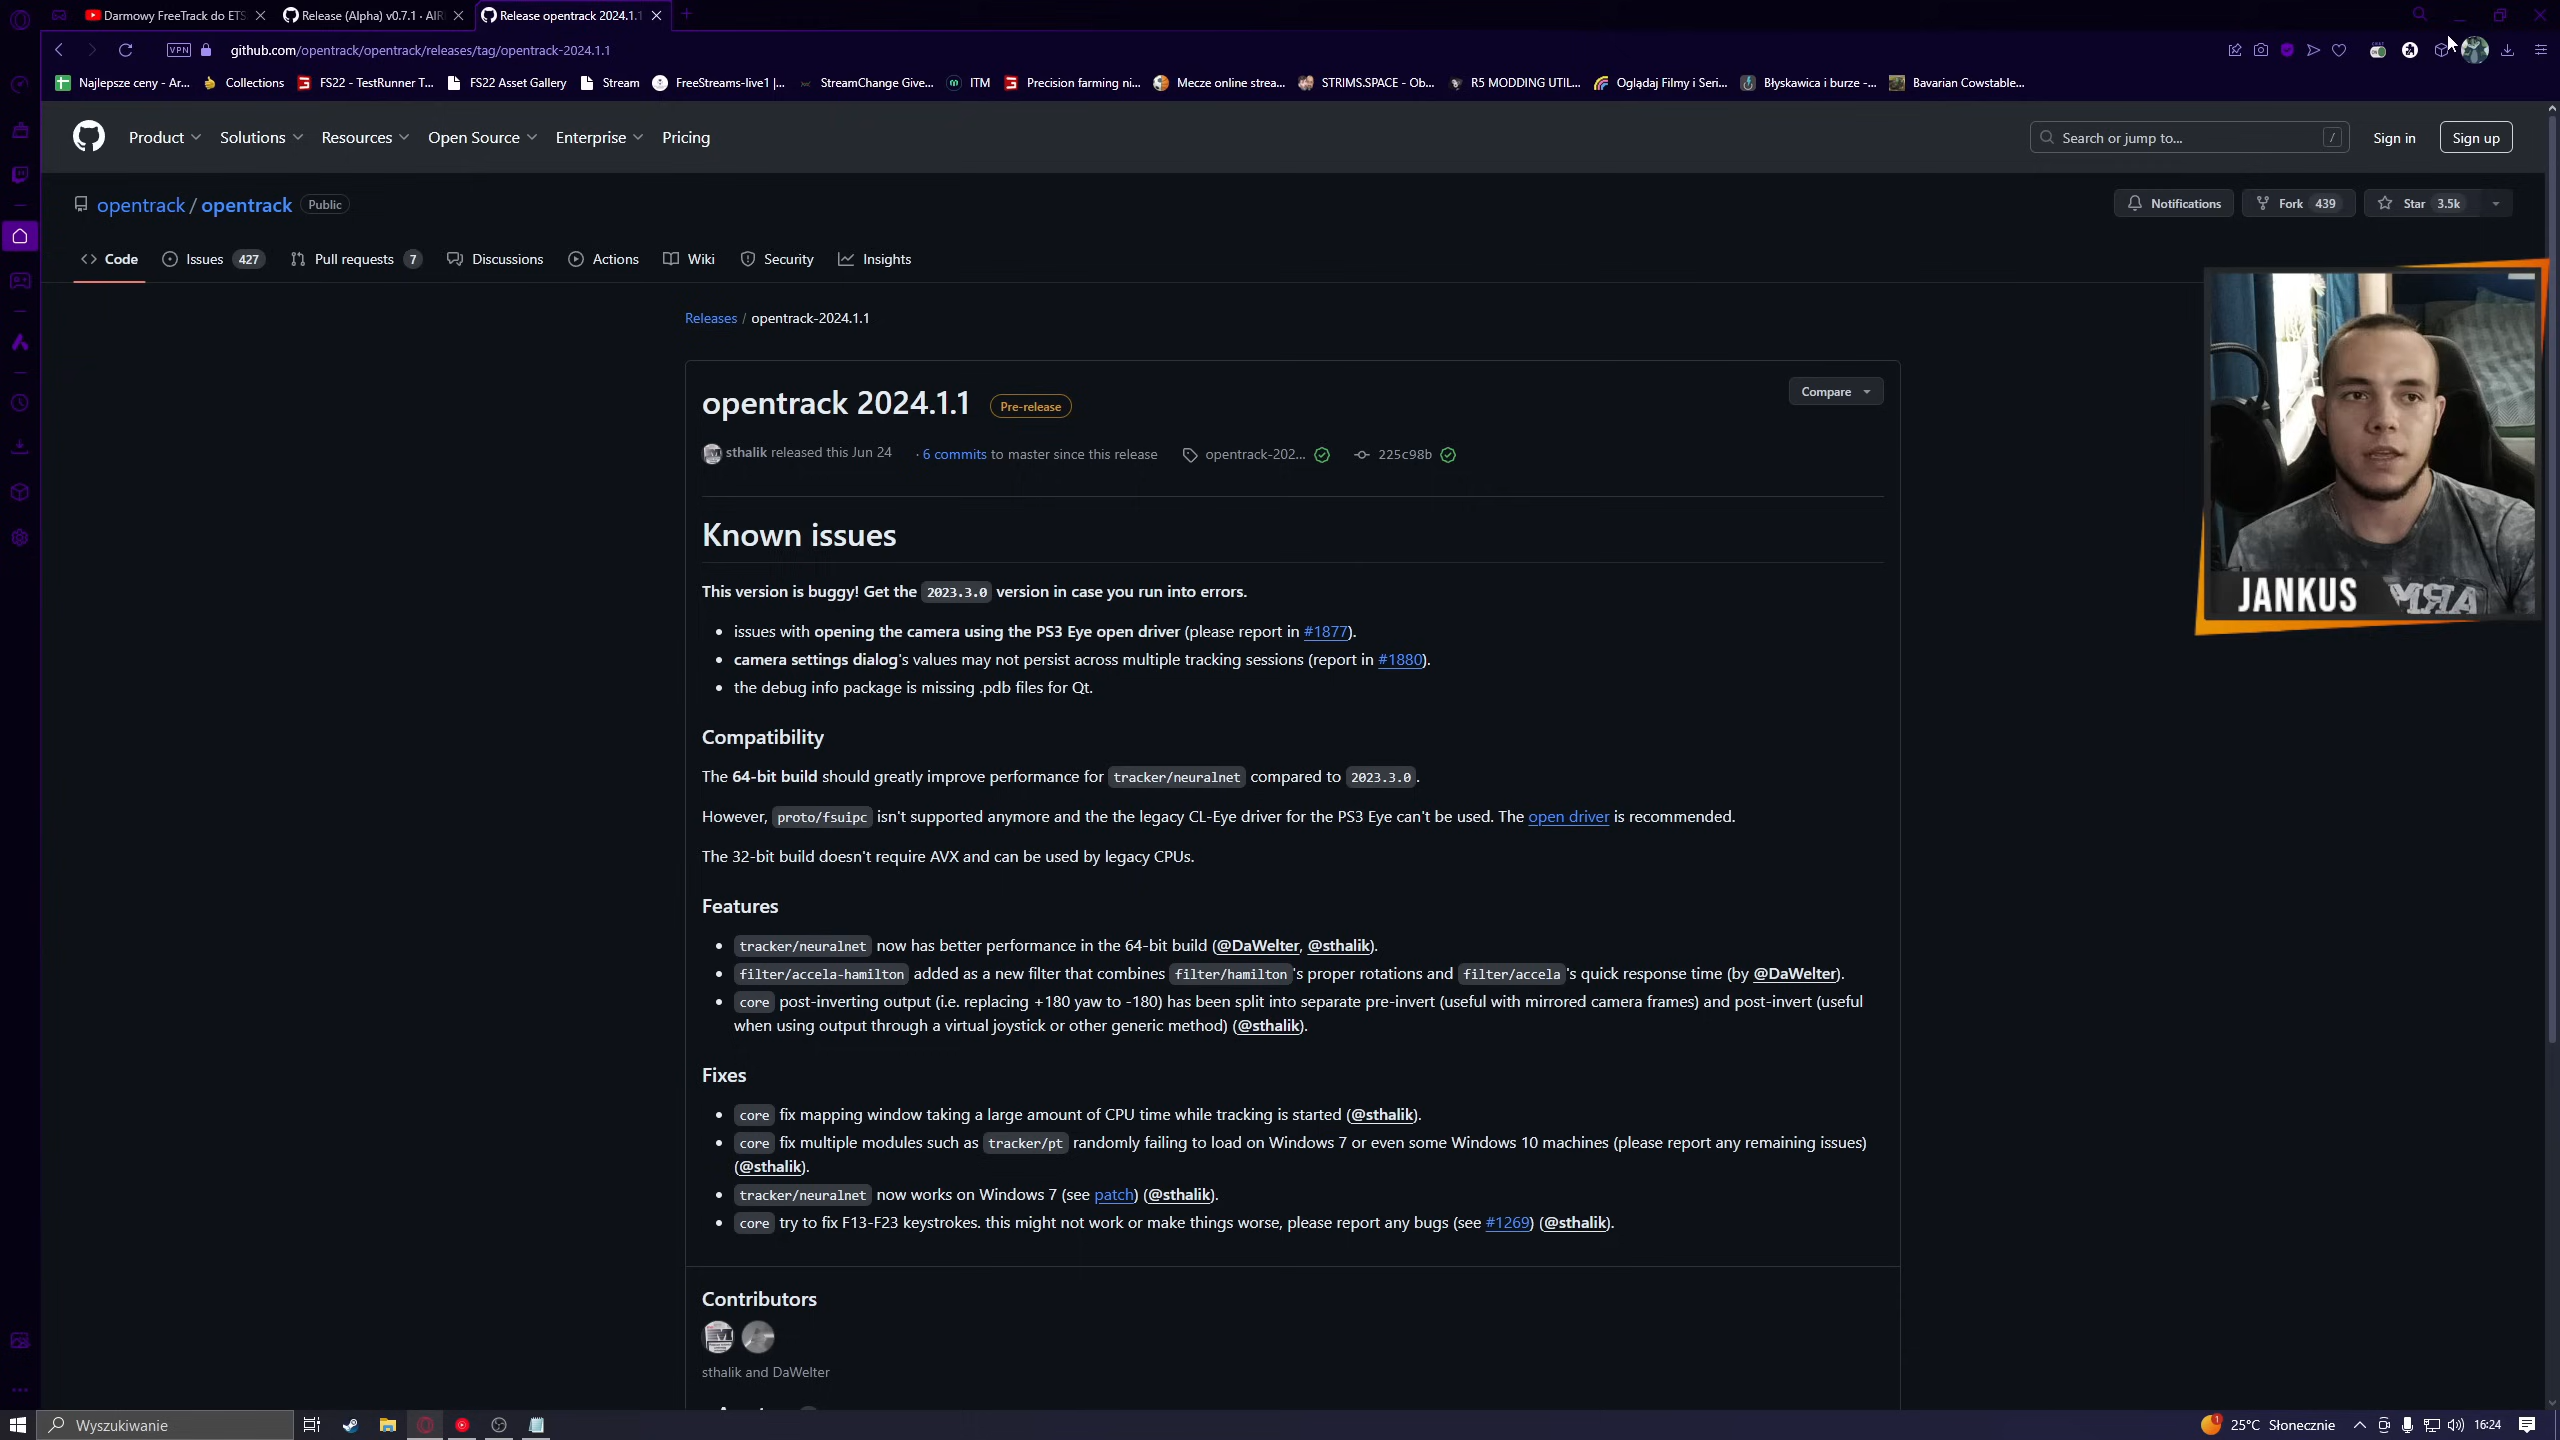 Darmowy FreeTrack do ETS
Release (Alpha) v0.7.1 · AIR
Release opentrack 2024.1.1
VPN
github.com/opentrack/opentrack/releases/tag/opentrack-2024.1.1
Najlepsze ceny - Ar...
Collections
FS22 - TestRunner T...
FS22 Asset Gallery
Stream
FreeStreams-live1 |...
StreamChange Give...
ITM
Precision farming ni...
Mecze online strea...
STRIMS.SPACE - Ob...
R5 MODDING UTIL...
Oglądaj Filmy i Seri...
Błyskawica i burze -...
Bavarian Cowstable...
Product
Solutions
Resources
Open Source
Enterprise
Pricing
Search or jump to...
/
Sign in
Sign up
opentrack / opentrack Public
Notifications
Fork 439
Star 3.5k
Code
Issues 427
Pull requests 7
Discussions
Actions
Wiki
Security
Insights
Releases / opentrack-2024.1.1
opentrack 2024.1.1 Pre-release
Compare
sthalik released this Jun 24 · 6 commits to master since this release opentrack-202... 225c98b
Known issues
This version is buggy! Get the 2023.3.0 version in case you run into errors.
• issues with opening the camera using the PS3 Eye open driver (please report in #1877).
• camera settings dialog's values may not persist across multiple tracking sessions (report in #1880).
• the debug info package is missing .pdb files for Qt.
Compatibility
The 64-bit build should greatly improve performance for tracker/neuralnet compared to 2023.3.0.
However, proto/fsuipc isn't supported anymore and the the legacy CL-Eye driver for the PS3 Eye can't be used. The open driver is recommended.
The 32-bit build doesn't require AVX and can be used by legacy CPUs.
Features
• tracker/neuralnet now has better performance in the 64-bit build (@DaWelter, @sthalik).
• filter/accela-hamilton added as a new filter that combines filter/hamilton's proper rotations and filter/accela's quick response time (by @DaWelter).
• core post-inverting output (i.e. replacing +180 yaw to -180) has been split into separate pre-invert (useful with mirrored camera frames) and post-invert (useful
when using output through a virtual joystick or other generic method) (@sthalik).
Fixes
• core fix mapping window taking a large amount of CPU time while tracking is started (@sthalik).
• core fix multiple modules such as tracker/pt randomly failing to load on Windows 7 or even some Windows 10 machines (please report any remaining issues)
(@sthalik).
• tracker/neuralnet now works on Windows 7 (see patch) (@sthalik).
• core try to fix F13-F23 keystrokes. this might not work or make things worse, please report any bugs (see #1269) (@sthalik).
Contributors
sthalik and DaWelter
JANKUS
Wyszukiwanie
1
25°C Słonecznie
16:24